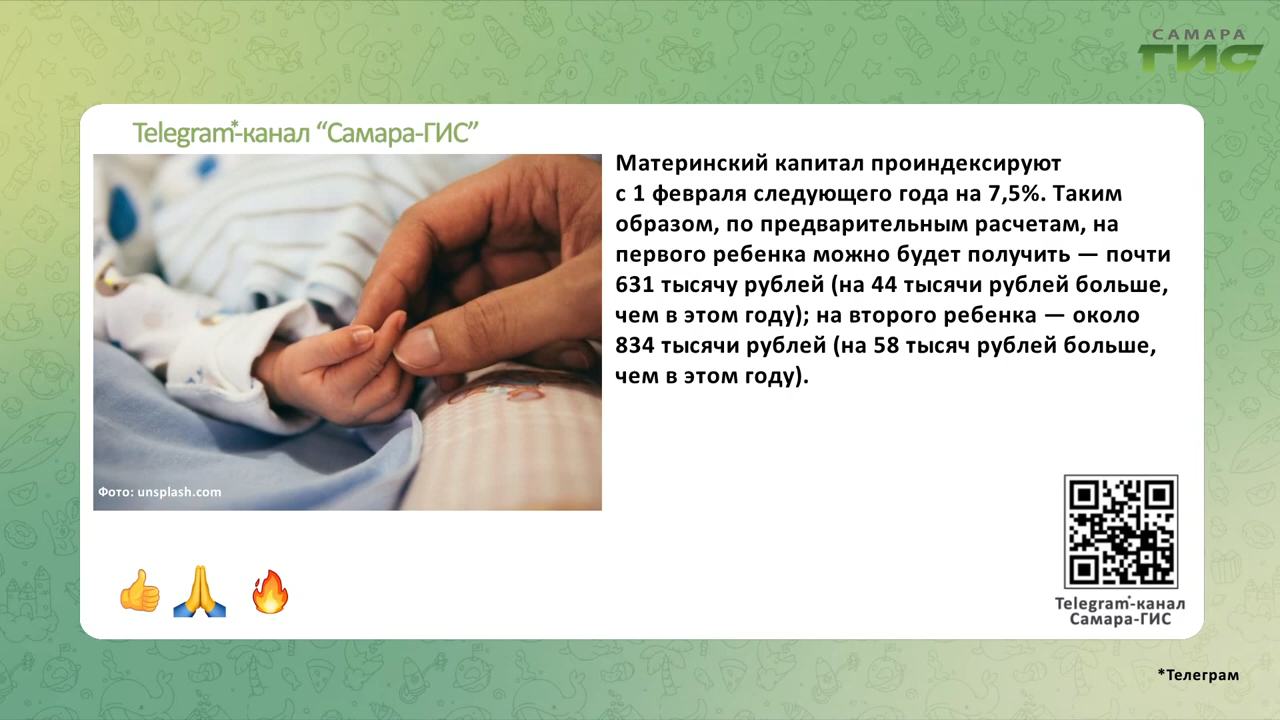 САМАРА
ГИС
Telegram*-канал “Самара-ГИС”
Материнский капитал проиндексируют
с 1 февраля следующего года на 7,5%. Таким
образом, по предварительным расчетам, на
первого ребенка можно будет получить — почти
631 тысячу рублей (на 44 тысячи рублей больше,
чем в этом году); на второго ребенка — около
834 тысячи рублей (на 58 тысяч рублей больше,
чем в этом году).
Фото: unsplash.com
Telegram*-канал
Самара-ГИС
*Телеграм